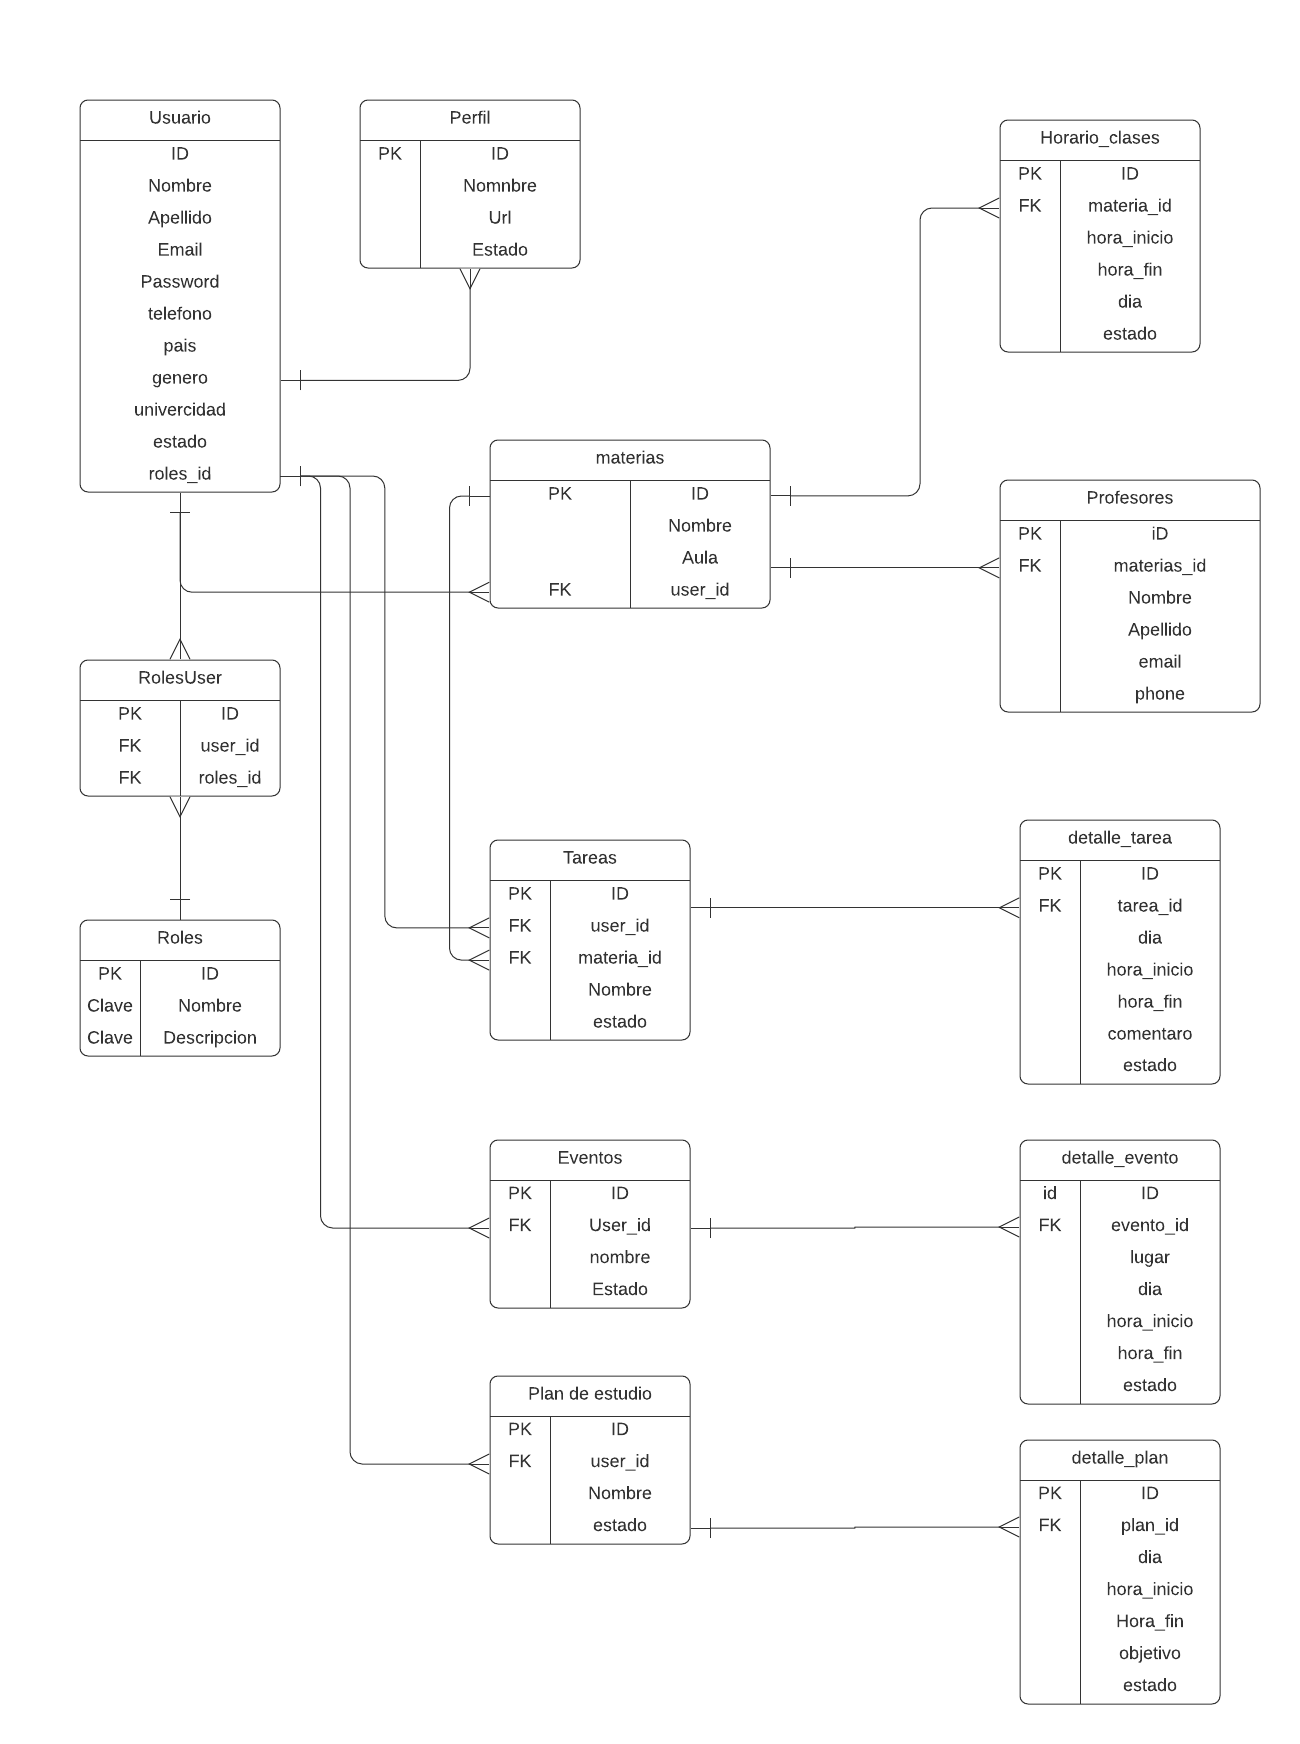 Usuario
ID
Nombre
Apellido
Email
Password
telefono
pais
genero
univercidad
estado
roles_id
Perfil
PK ID
Nomnbre
Url
Estado
Horario_clases
PK ID
FK materia_id
hora_inicio
hora_fin
dia
estado
materias
PK ID
Nombre
Aula
FK user_id
Profesores
PK iD
FK materias_id
Nombre
Apellido
email
phone
RolesUser
PK ID
FK user_id
FK roles_id
Roles
PK ID
Clave Nombre
Clave Descripcion
Tareas
PK ID
FK user_id
FK materia_id
Nombre
estado
detalle_tarea
PK ID
FK tarea_id
dia
hora_inicio
hora_fin
comentaro
estado
Eventos
PK ID
FK User_id
nombre
Estado
detalle_evento
id ID
FK evento_id
lugar
dia
hora_inicio
hora_fin
estado
Plan de estudio
PK ID
FK user_id
Nombre
estado
detalle_plan
PK ID
FK plan_id
dia
hora_inicio
Hora_fin
objetivo
estado